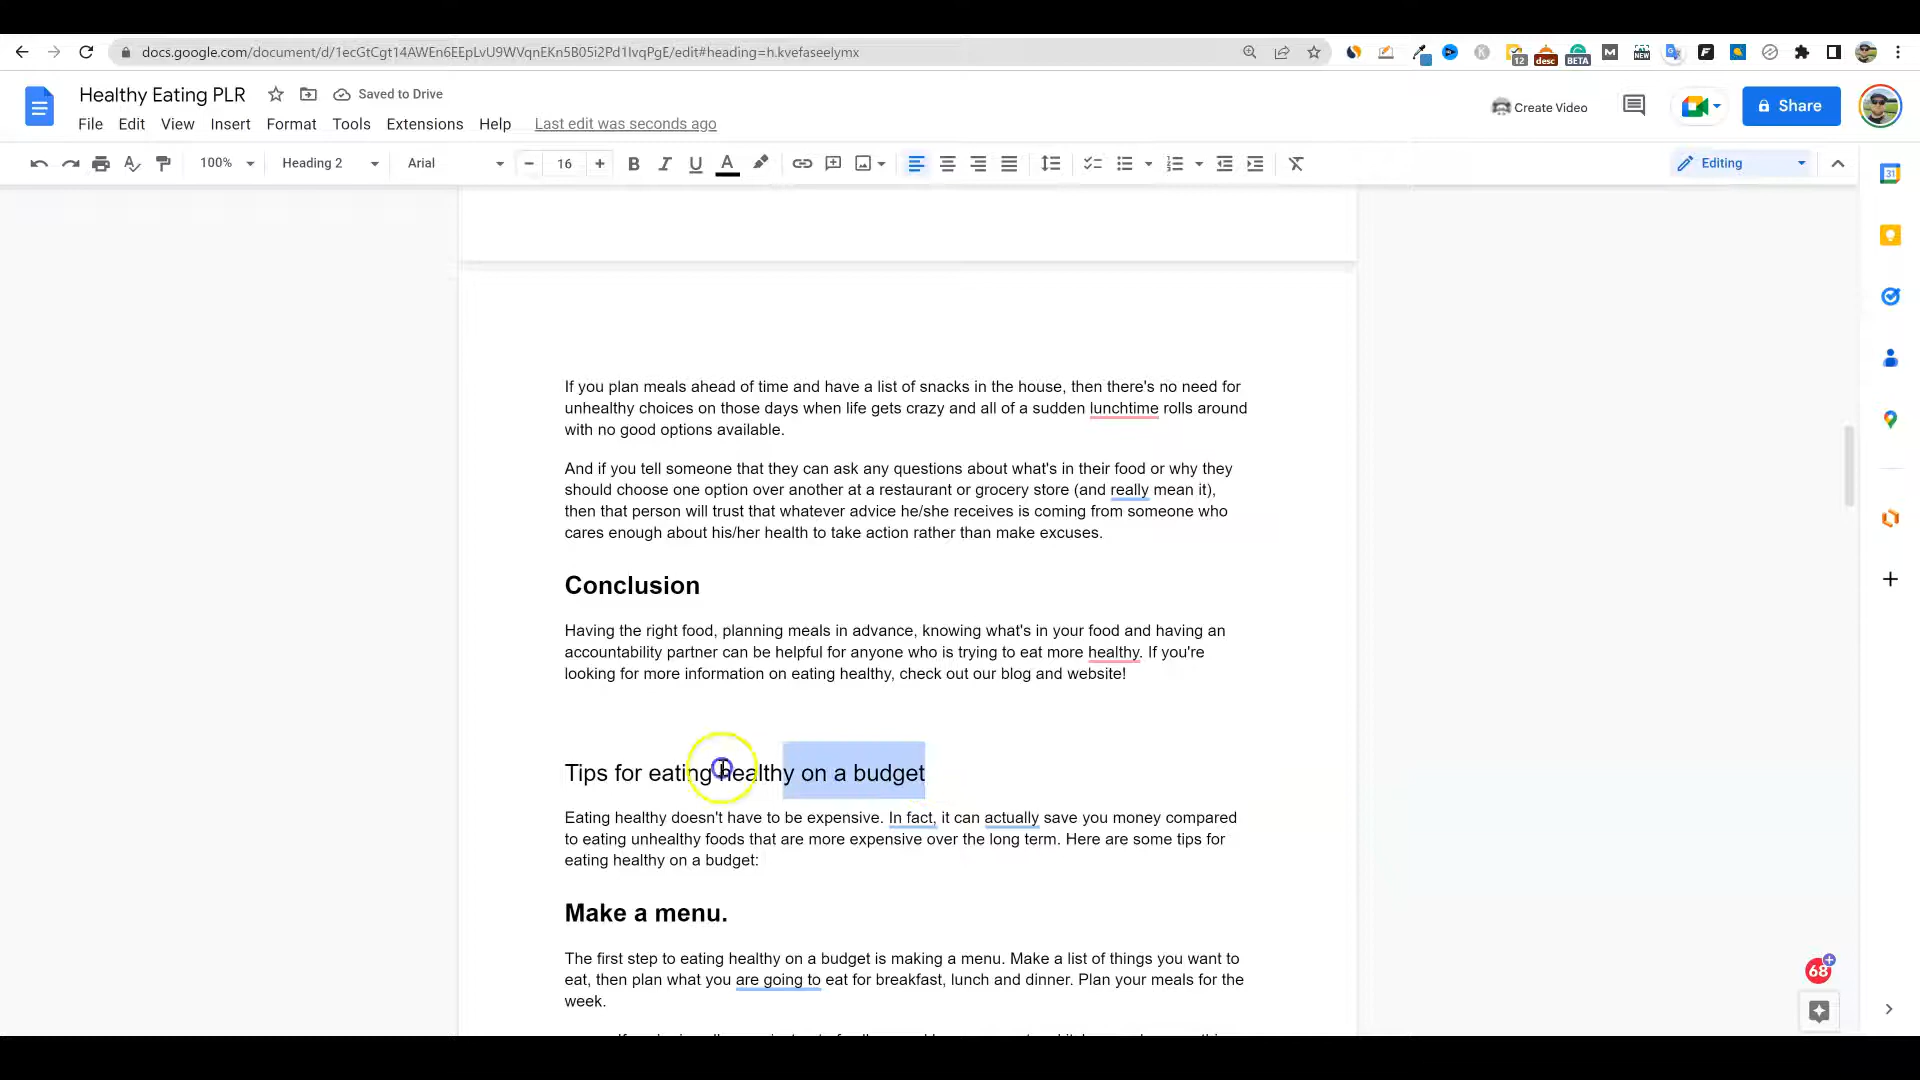 docs.google.com/document/d/1ecGtCgt14AWEn6EEpLvU9WVqnEKn5B05i2Pd1lvqPgE/edit#heading=h.kvefaseelymx
12
desc
BETA
NEW
Healthy Eating PLR
Saved to Drive
Create Video
Share
File Edit View Insert Format Tools Extensions Help Last edit was seconds ago
100% Heading 2 Arial 16 Editing
31
If you plan meals ahead of time and have a list of snacks in the house, then there's no need for
unhealthy choices on those days when life gets crazy and all of a sudden lunchtime rolls around
with no good options available.
And if you tell someone that they can ask any questions about what's in their food or why they
should choose one option over another at a restaurant or grocery store (and really mean it),
then that person will trust that whatever advice he/she receives is coming from someone who
cares enough about his/her health to take action rather than make excuses.
Conclusion
Having the right food, planning meals in advance, knowing what's in your food and having an
accountability partner can be helpful for anyone who is trying to eat more healthy. If you're
looking for more information on eating healthy, check out our blog and website!
Tips for eating healthy on a budget
Eating healthy doesn't have to be expensive. In fact, it can actually save you money compared
to eating unhealthy foods that are more expensive over the long term. Here are some tips for
eating healthy on a budget:
Make a menu.
The first step to eating healthy on a budget is making a menu. Make a list of things you want to
eat, then plan what you are going to eat for breakfast, lunch and dinner. Plan your meals for the
week.
68